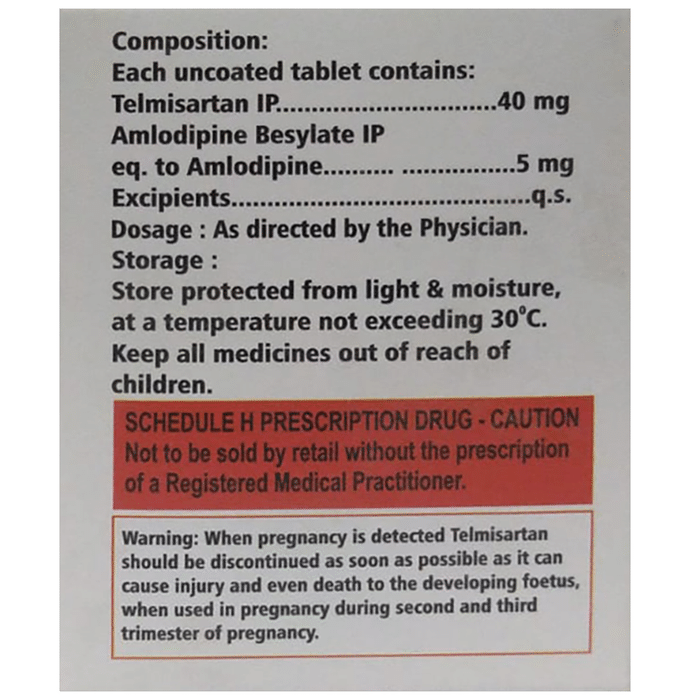 Composition:
Each uncoated tablet contains:
Telmisartan IP...............................40 mg
Amlodipine Besylate IP
eq. to Amlodipine.......... ................5 mg
Excipients..........................................q.s.
Dosage : As directed by the Physician.
Storage :
Store protected from light & moisture,
at a temperature not exceeding 30°C.
Keep all medicines out of reach of
children.
SCHEDULE H PRESCRIPTION DRUG - CAUTION
Not to be sold by retail without the prescription
of a Registered Medical Practitioner.
Warning: When pregnancy is detected Telmisartan
should be discontinued as soon as possible as it can
cause injury and even death to the developing foetus,
when used in pregnancy during second and third
trimester of pregnancy.